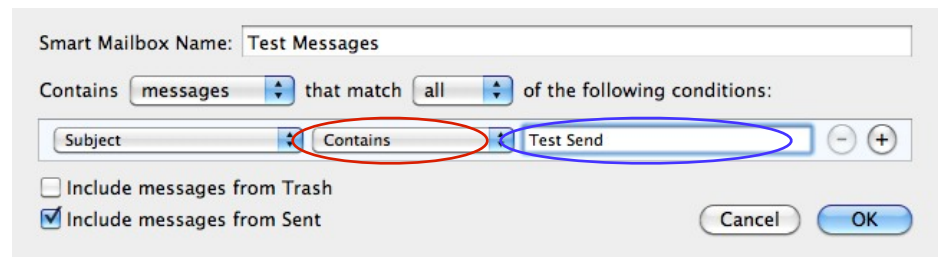 Smart Mailbox Name: Test Messages
Contains messages that match all of the following conditions:
Subject Contains Test Send
Include messages from Trash
Include messages from Sent
Cancel OK